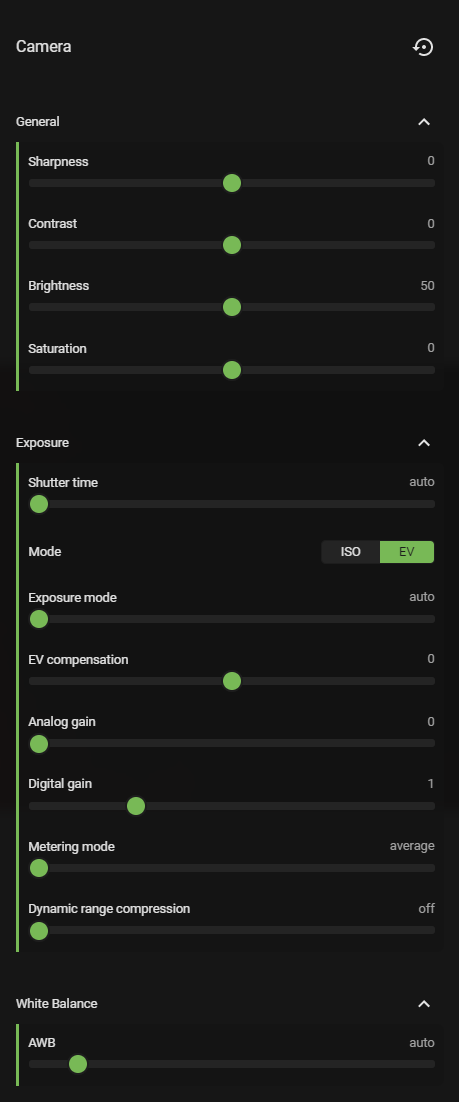 Camera
General
Sharpness 0
Contrast 0
Brightness 50
Saturation 0
Exposure
Shutter time auto
Mode ISO EV
Exposure mode auto
EV compensation 0
Analog gain 0
Digital gain 1
Metering mode average
Dynamic range compression off
White Balance
AWB auto